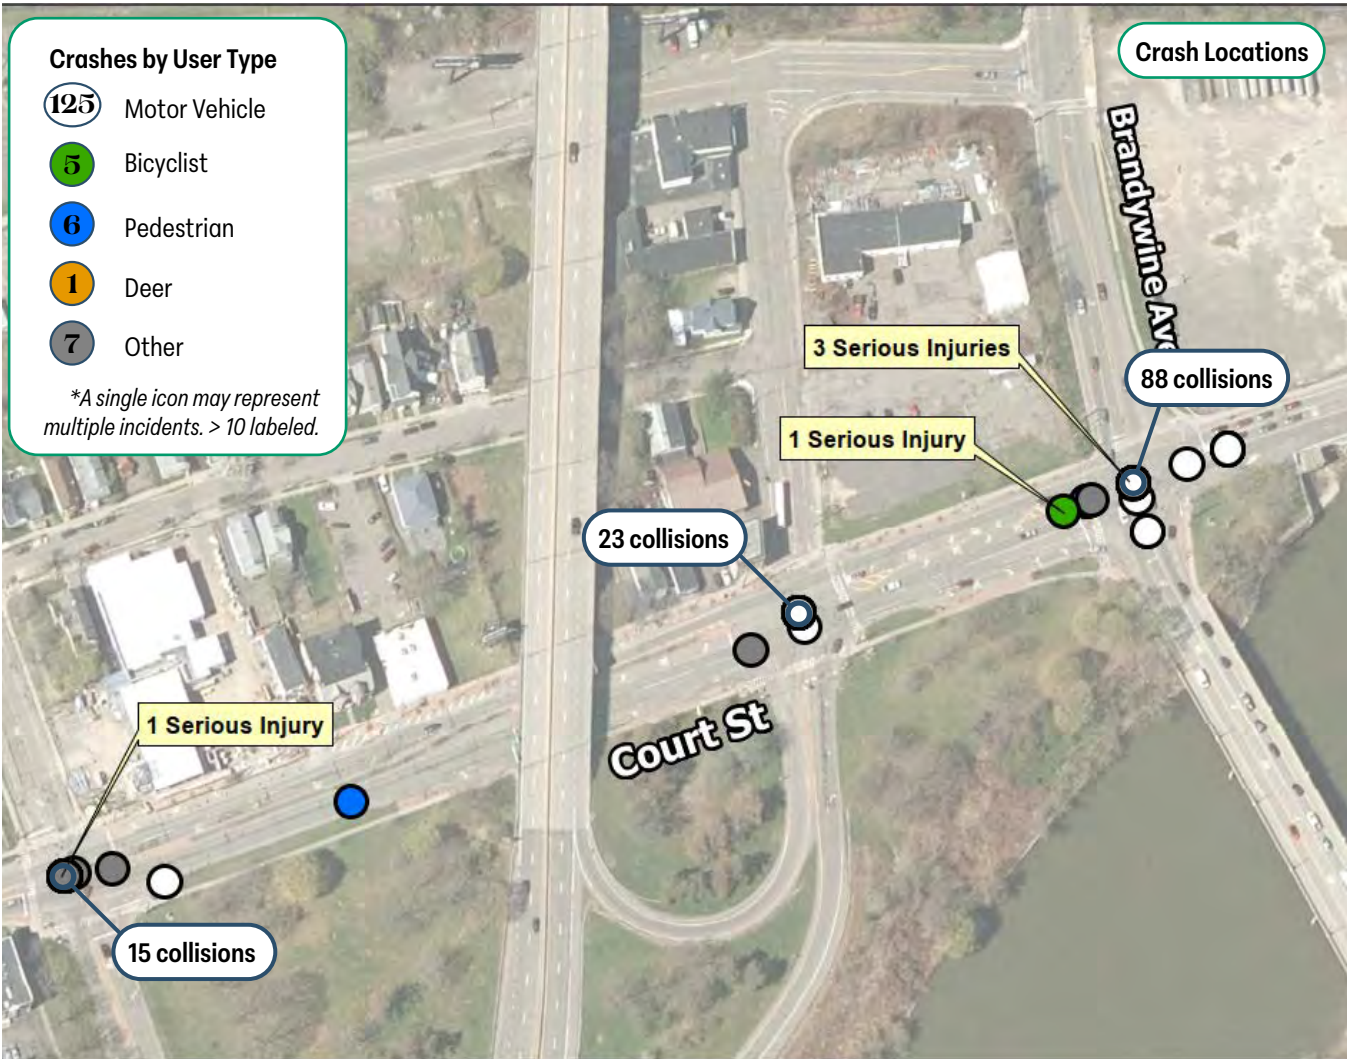 Crashes by User Type
125 Motor Vehicle
5 Bicyclist
6 Pedestrian
1 Deer
7 Other
*A single icon may represent
multiple incidents. > 10 labeled.
Crash Locations
Brandywine Ave
3 Serious Injuries
88 collisions
1 Serious Injury
23 collisions
Court St
1 Serious Injury
15 collisions